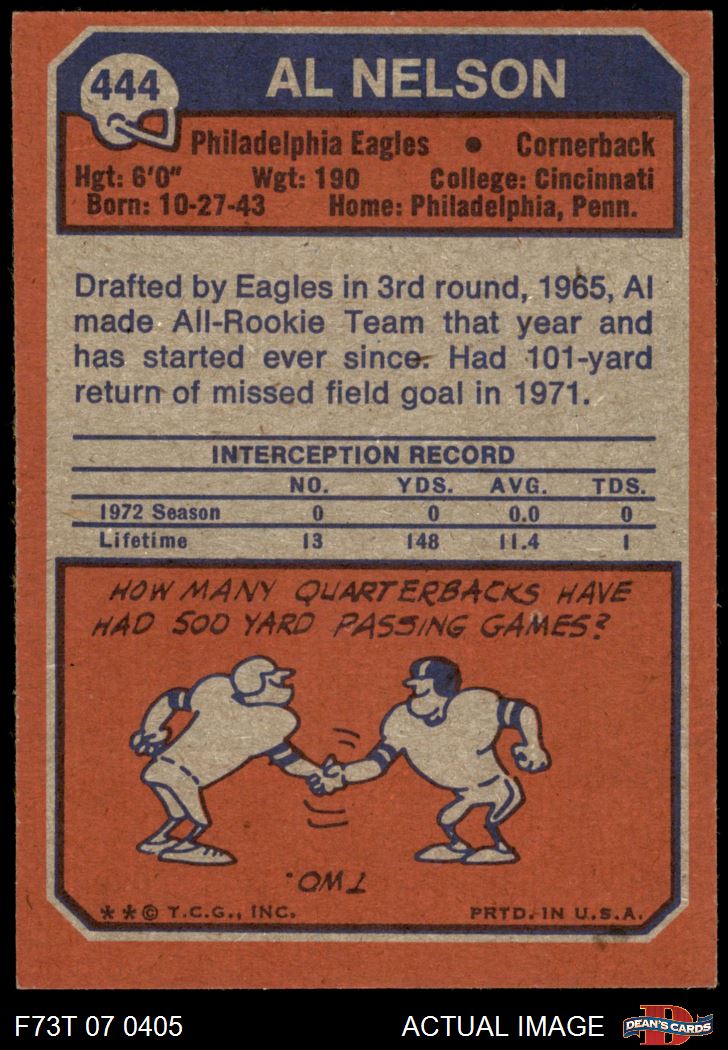 444
AL NELSON
Philadelphia Eagles • Cornerback
Hgt: 6'0" Wgt: 190 College: Cincinnati
Born: 10-27-43 Home: Philadelphia, Penn.
Drafted by Eagles in 3rd round, 1965, Al
made All-Rookie Team that year and
has started ever since. Had 101-yard
return of missed field goal in 1971.
INTERCEPTION RECORD
NO. YDS. AVG. TDS.
1972 Season 0 0 0.0 0
Lifetime 13 148 11.4 1
HOW MANY QUARTERBACKS HAVE
HAD 500 YARD PASSING GAMES?
TWO.
**© T.C.G., INC. PRTD. IN U.S.A.
F73T 07 0405 ACTUAL IMAGE
D
DEAN'S CARDS